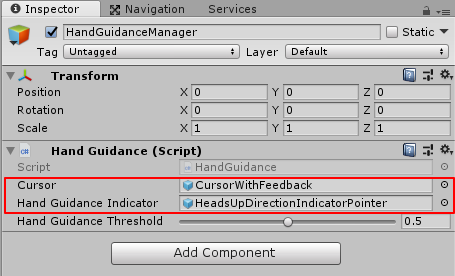 Inspector Navigation Services
HandGuidanceManager Static
Tag Untagged Layer Default
Transform
Position X 0 Y 0 Z 0
Rotation X 0 Y 0 Z 0
Scale X 1 Y 1 Z 1
Hand Guidance (Script)
Script HandGuidance
Cursor CursorWithFeedback
Hand Guidance Indicator HeadsUpDirectionIndicatorPointer
Hand Guidance Threshold 0.5
Add Component